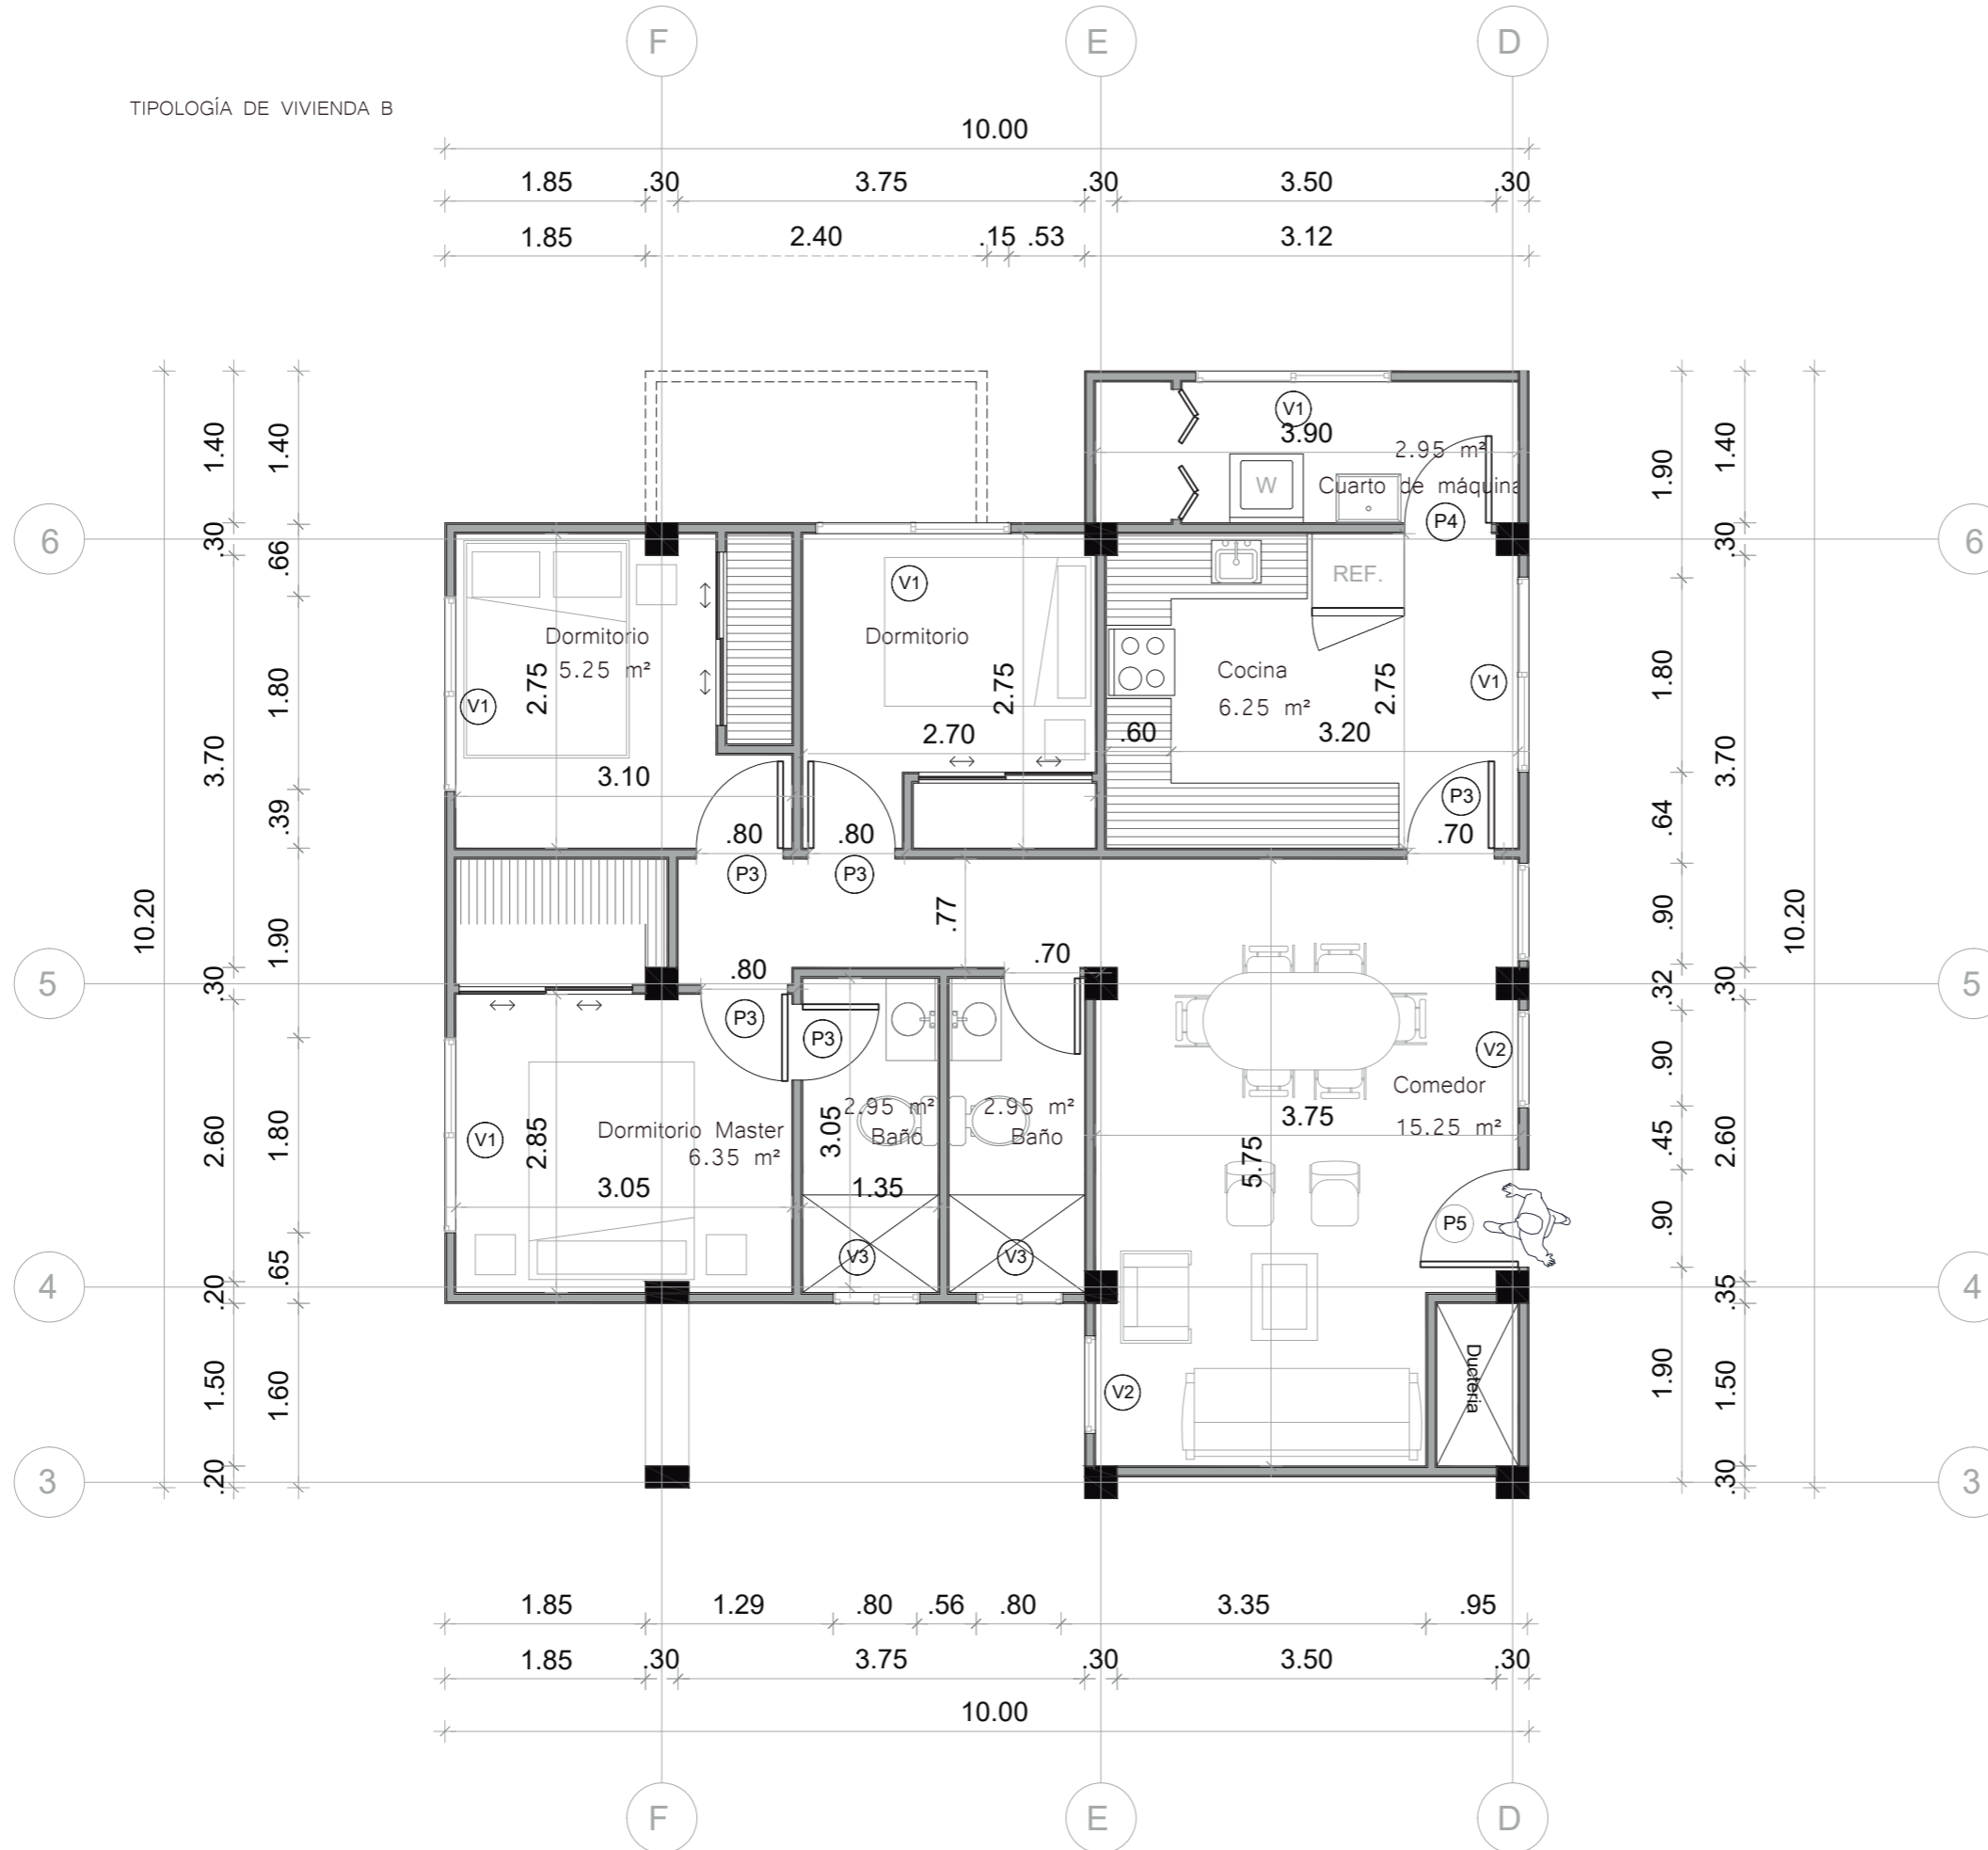 F E D
TIPOLOGÍA DE VIVIENDA B
10.00
1.85 .30 3.75 .30 3.50 .30
1.85 2.40 .15 .53 3.12
1.40 1.40 1.90 1.40
V1
3.90
2.95 m²
W Cuarto de máquina
P4
6 .30 .66 .30 6
REF.
V1
Dormitorio Dormitorio
5.25 m² Cocina
2.75 2.75 2.75
6.25 m²
V1 V1
1.80 1.80
2.70 .60 3.20
3.10
3.70 .39 P3 .64 3.70
.80 .80 .70
P3 P3
10.20 1.90 .77 .90 10.20
.80 .70
5 .30 .32 .30 5
P3 P3 V2
.90
Comedor
2.95 m² 2.95 m² 3.75 15.25 m²
Dormitorio Master Baño Baño
6.35 m²
V1 2.85 3.05 5.75
2.60 1.80 .45 2.60
3.05 1.35
P5 .90
V3 V3
4 .20 .65 .35 4
1.50 1.60 Ducteria 1.90 1.50
V2
3 .20 .30 3
1.85 1.29 .80 .56 .80 3.35 .95
1.85 .30 3.75 .30 3.50 .30
10.00
F E D